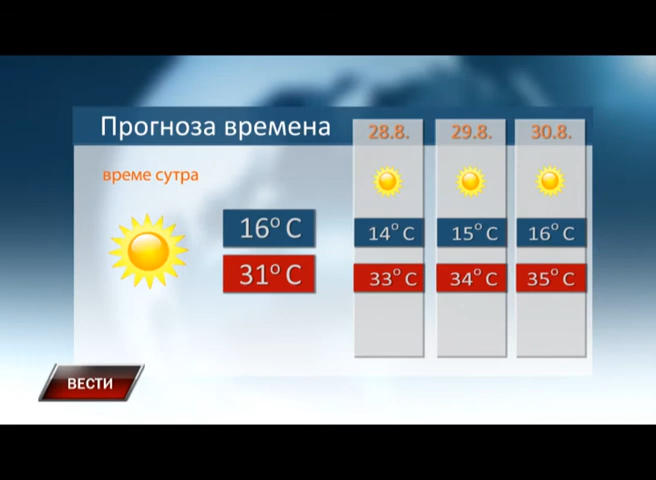 Прогноза времена
време сутра
16° C
31° C
28.8.
14° C
33° C
29.8.
15° C
34° C
30.8.
16° C
35° C
ВЕСТИ